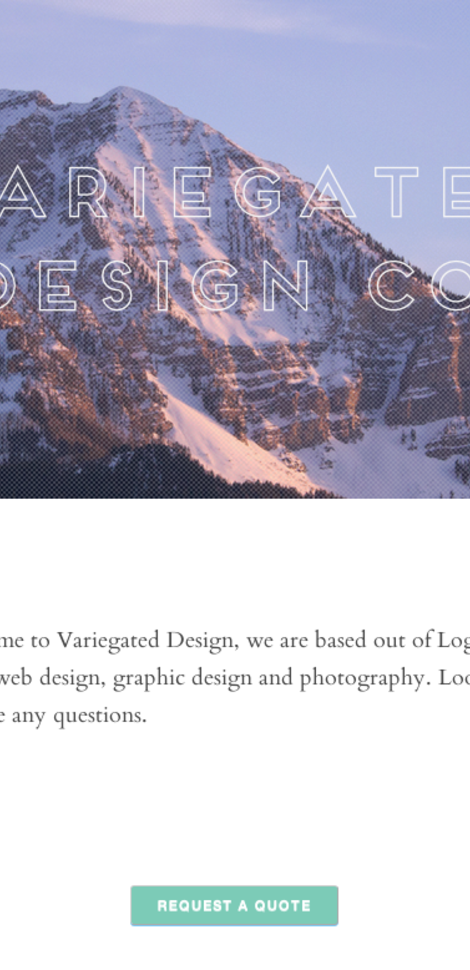 ARIEGATE
DESIGN CO
me to Variegated Design, we are based out of Log
web design, graphic design and photography. Loo
e any questions.
REQUEST A QUOTE